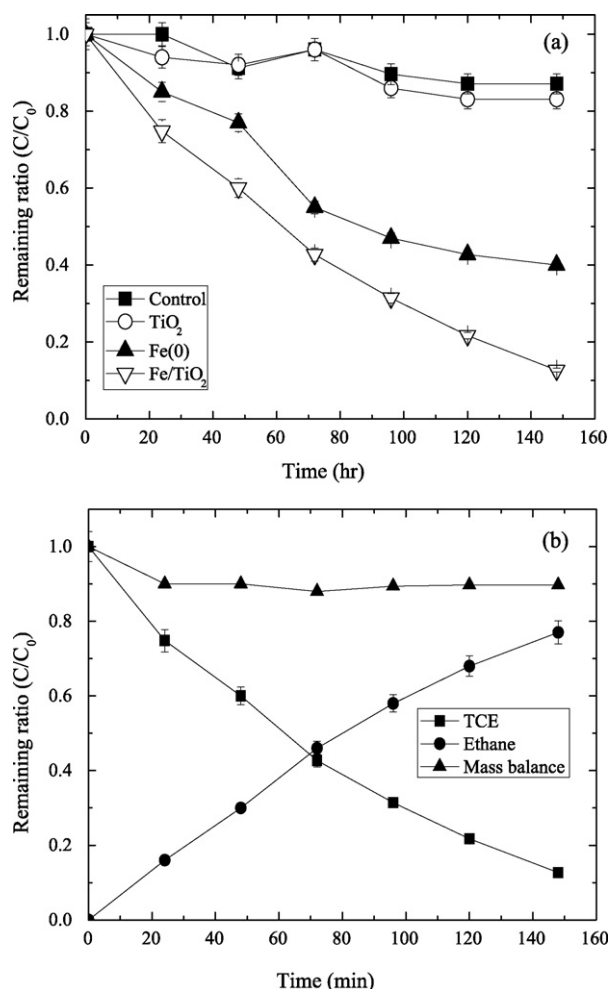 (a)
Remaining ratio (C/C₀)
1.0
0.8
0.6
0.4
0.2
0.0
Control
TiO₂
Fe(0)
Fe/TiO₂
0 20 40 60 80 100 120 140 160
Time (hr)
(b)
Remaining ratio (C/C₀)
1.0
0.8
0.6
0.4
0.2
0.0
TCE
Ethane
Mass balance
0 20 40 60 80 100 120 140 160
Time (min)